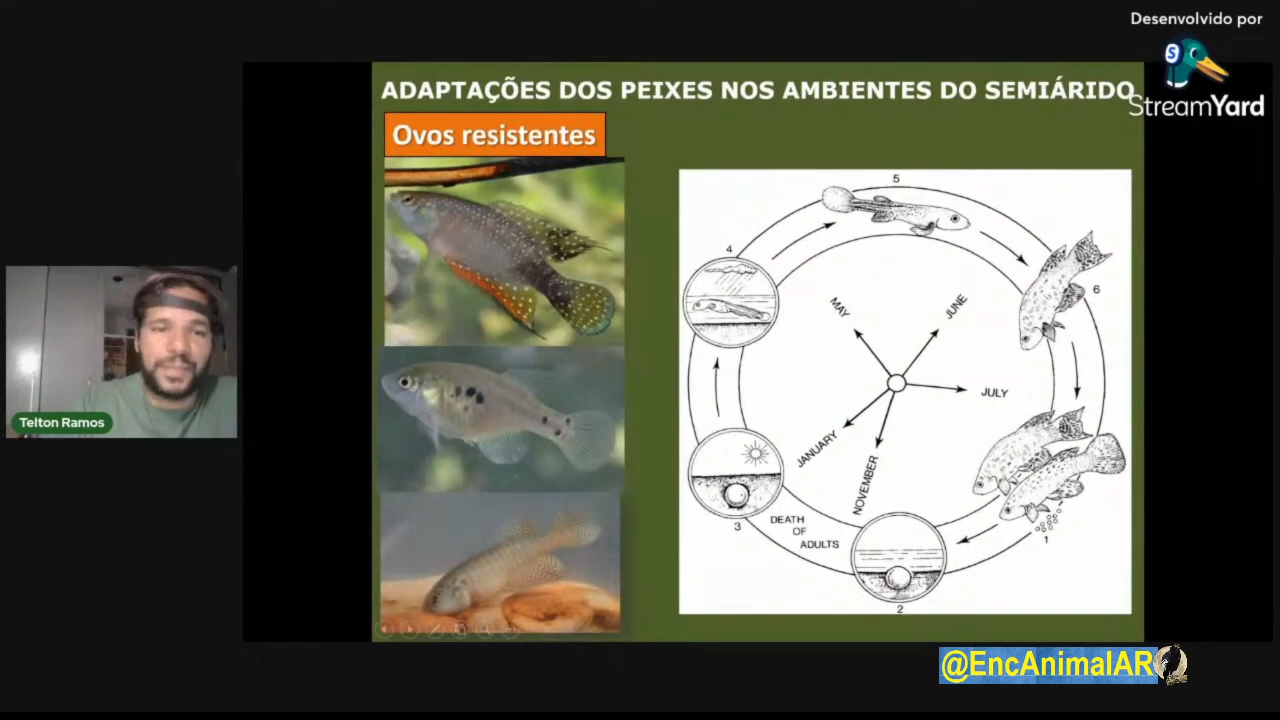 Desenvolvido por
StreamYard
ADAPTAÇÕES DOS PEIXES NOS AMBIENTES DO SEMIÁRIDO
Ovos resistentes
5
4
6
MAY
JUNE
JULY
JANUARY
NOVEMBER
3
DEATH
OF
ADULTS
1
2
Telton Ramos
@EncAnimalAR